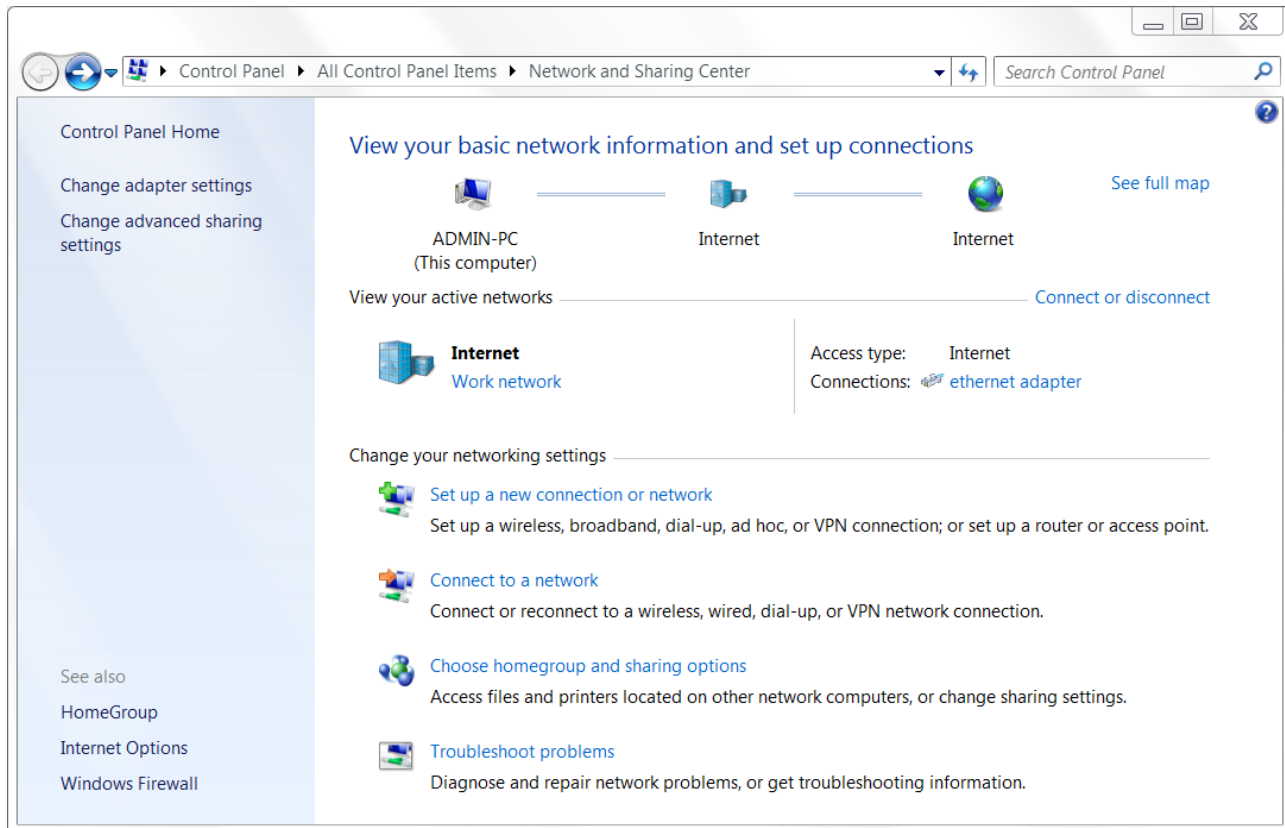 Control Panel All Control Panel Items Network and Sharing Center Search Control Panel
Control Panel Home
Change adapter settings
Change advanced sharing
settings
See also
HomeGroup
Internet Options
Windows Firewall
View your basic network information and set up connections
See full map
ADMIN-PC Internet Internet
(This computer)
View your active networks Connect or disconnect
Internet
Work network
Access type: Internet
Connections: ethernet adapter
Change your networking settings
Set up a new connection or network
Set up a wireless, broadband, dial-up, ad hoc, or VPN connection; or set up a router or access point.
Connect to a network
Connect or reconnect to a wireless, wired, dial-up, or VPN network connection.
Choose homegroup and sharing options
Access files and printers located on other network computers, or change sharing settings.
Troubleshoot problems
Diagnose and repair network problems, or get troubleshooting information.